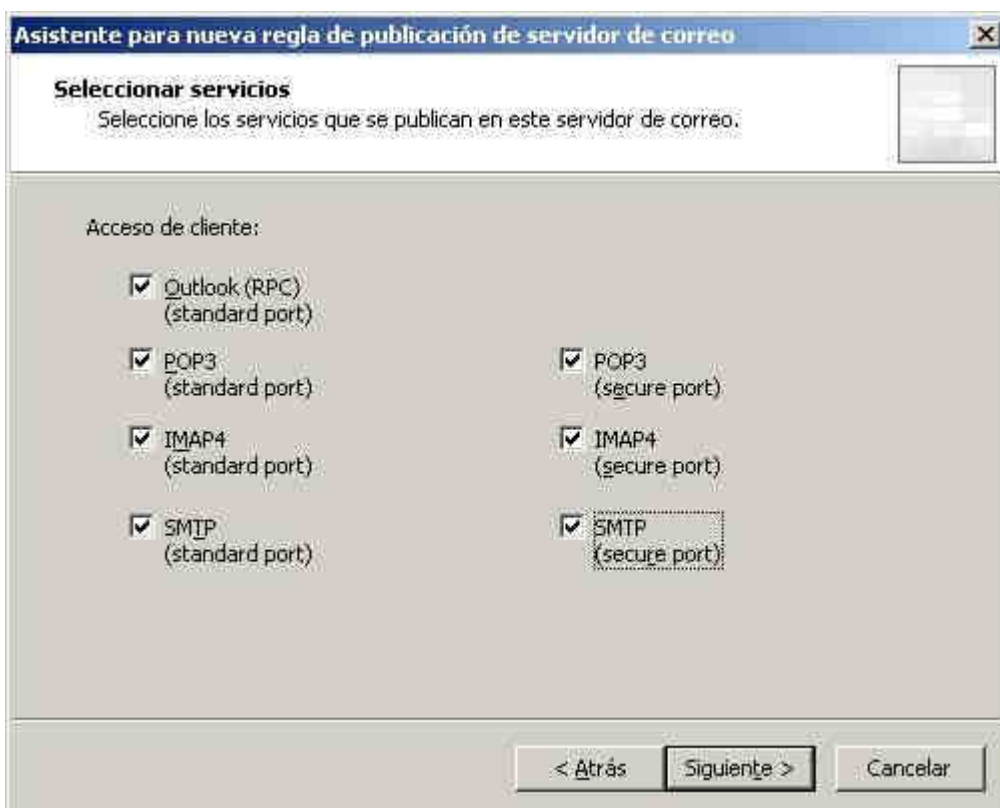 Asistente para nueva regla de publicación de servidor de correo
Seleccionar servicios
Seleccione los servicios que se publican en este servidor de correo.
Acceso de cliente:
Outlook (RPC)
(standard port)
POP3
(standard port)
POP3
(secure port)
IMAP4
(standard port)
IMAP4
(secure port)
SMTP
(standard port)
SMTP
(secure port)
< Atrás
Siguiente >
Cancelar